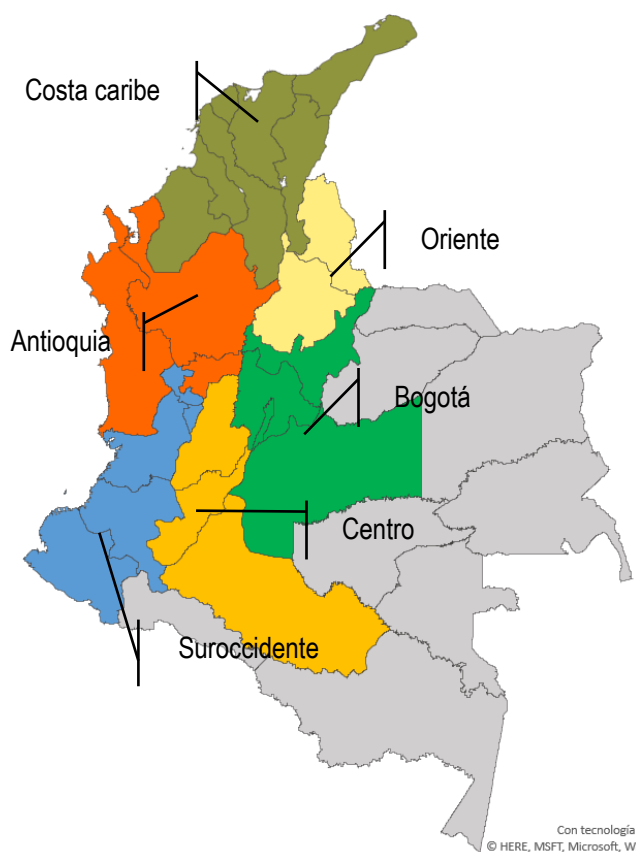 Costa caribe
Oriente
Antioquia
Bogotá
Centro
Suroccidente
Con tecnología
© HERE, MSFT, Microsoft, W